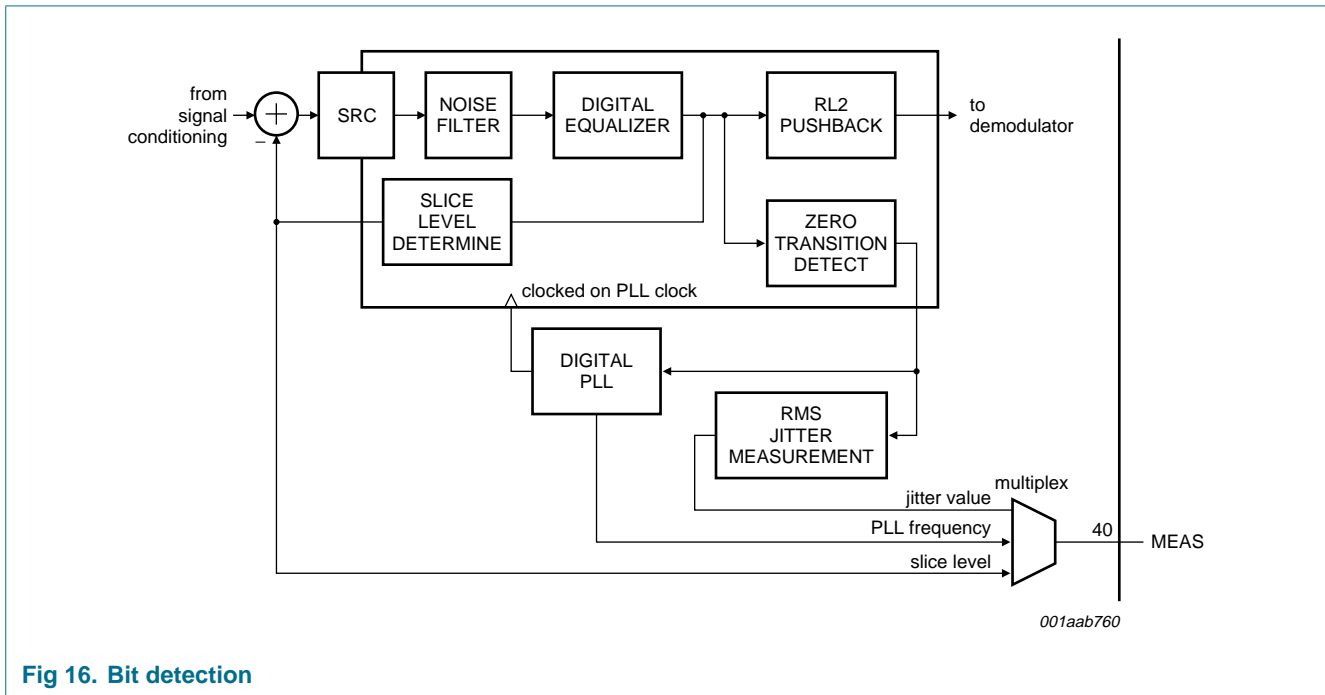 from
signal
conditioning
+
−
SRC
NOISE
FILTER
DIGITAL
EQUALIZER
RL2
PUSHBACK
to
demodulator
SLICE
LEVEL
DETERMINE
ZERO
TRANSITION
DETECT
clocked on PLL clock
DIGITAL
PLL
RMS
JITTER
MEASUREMENT
multiplex
jitter value
PLL frequency
slice level
40
MEAS
001aab760
Fig 16. Bit detection